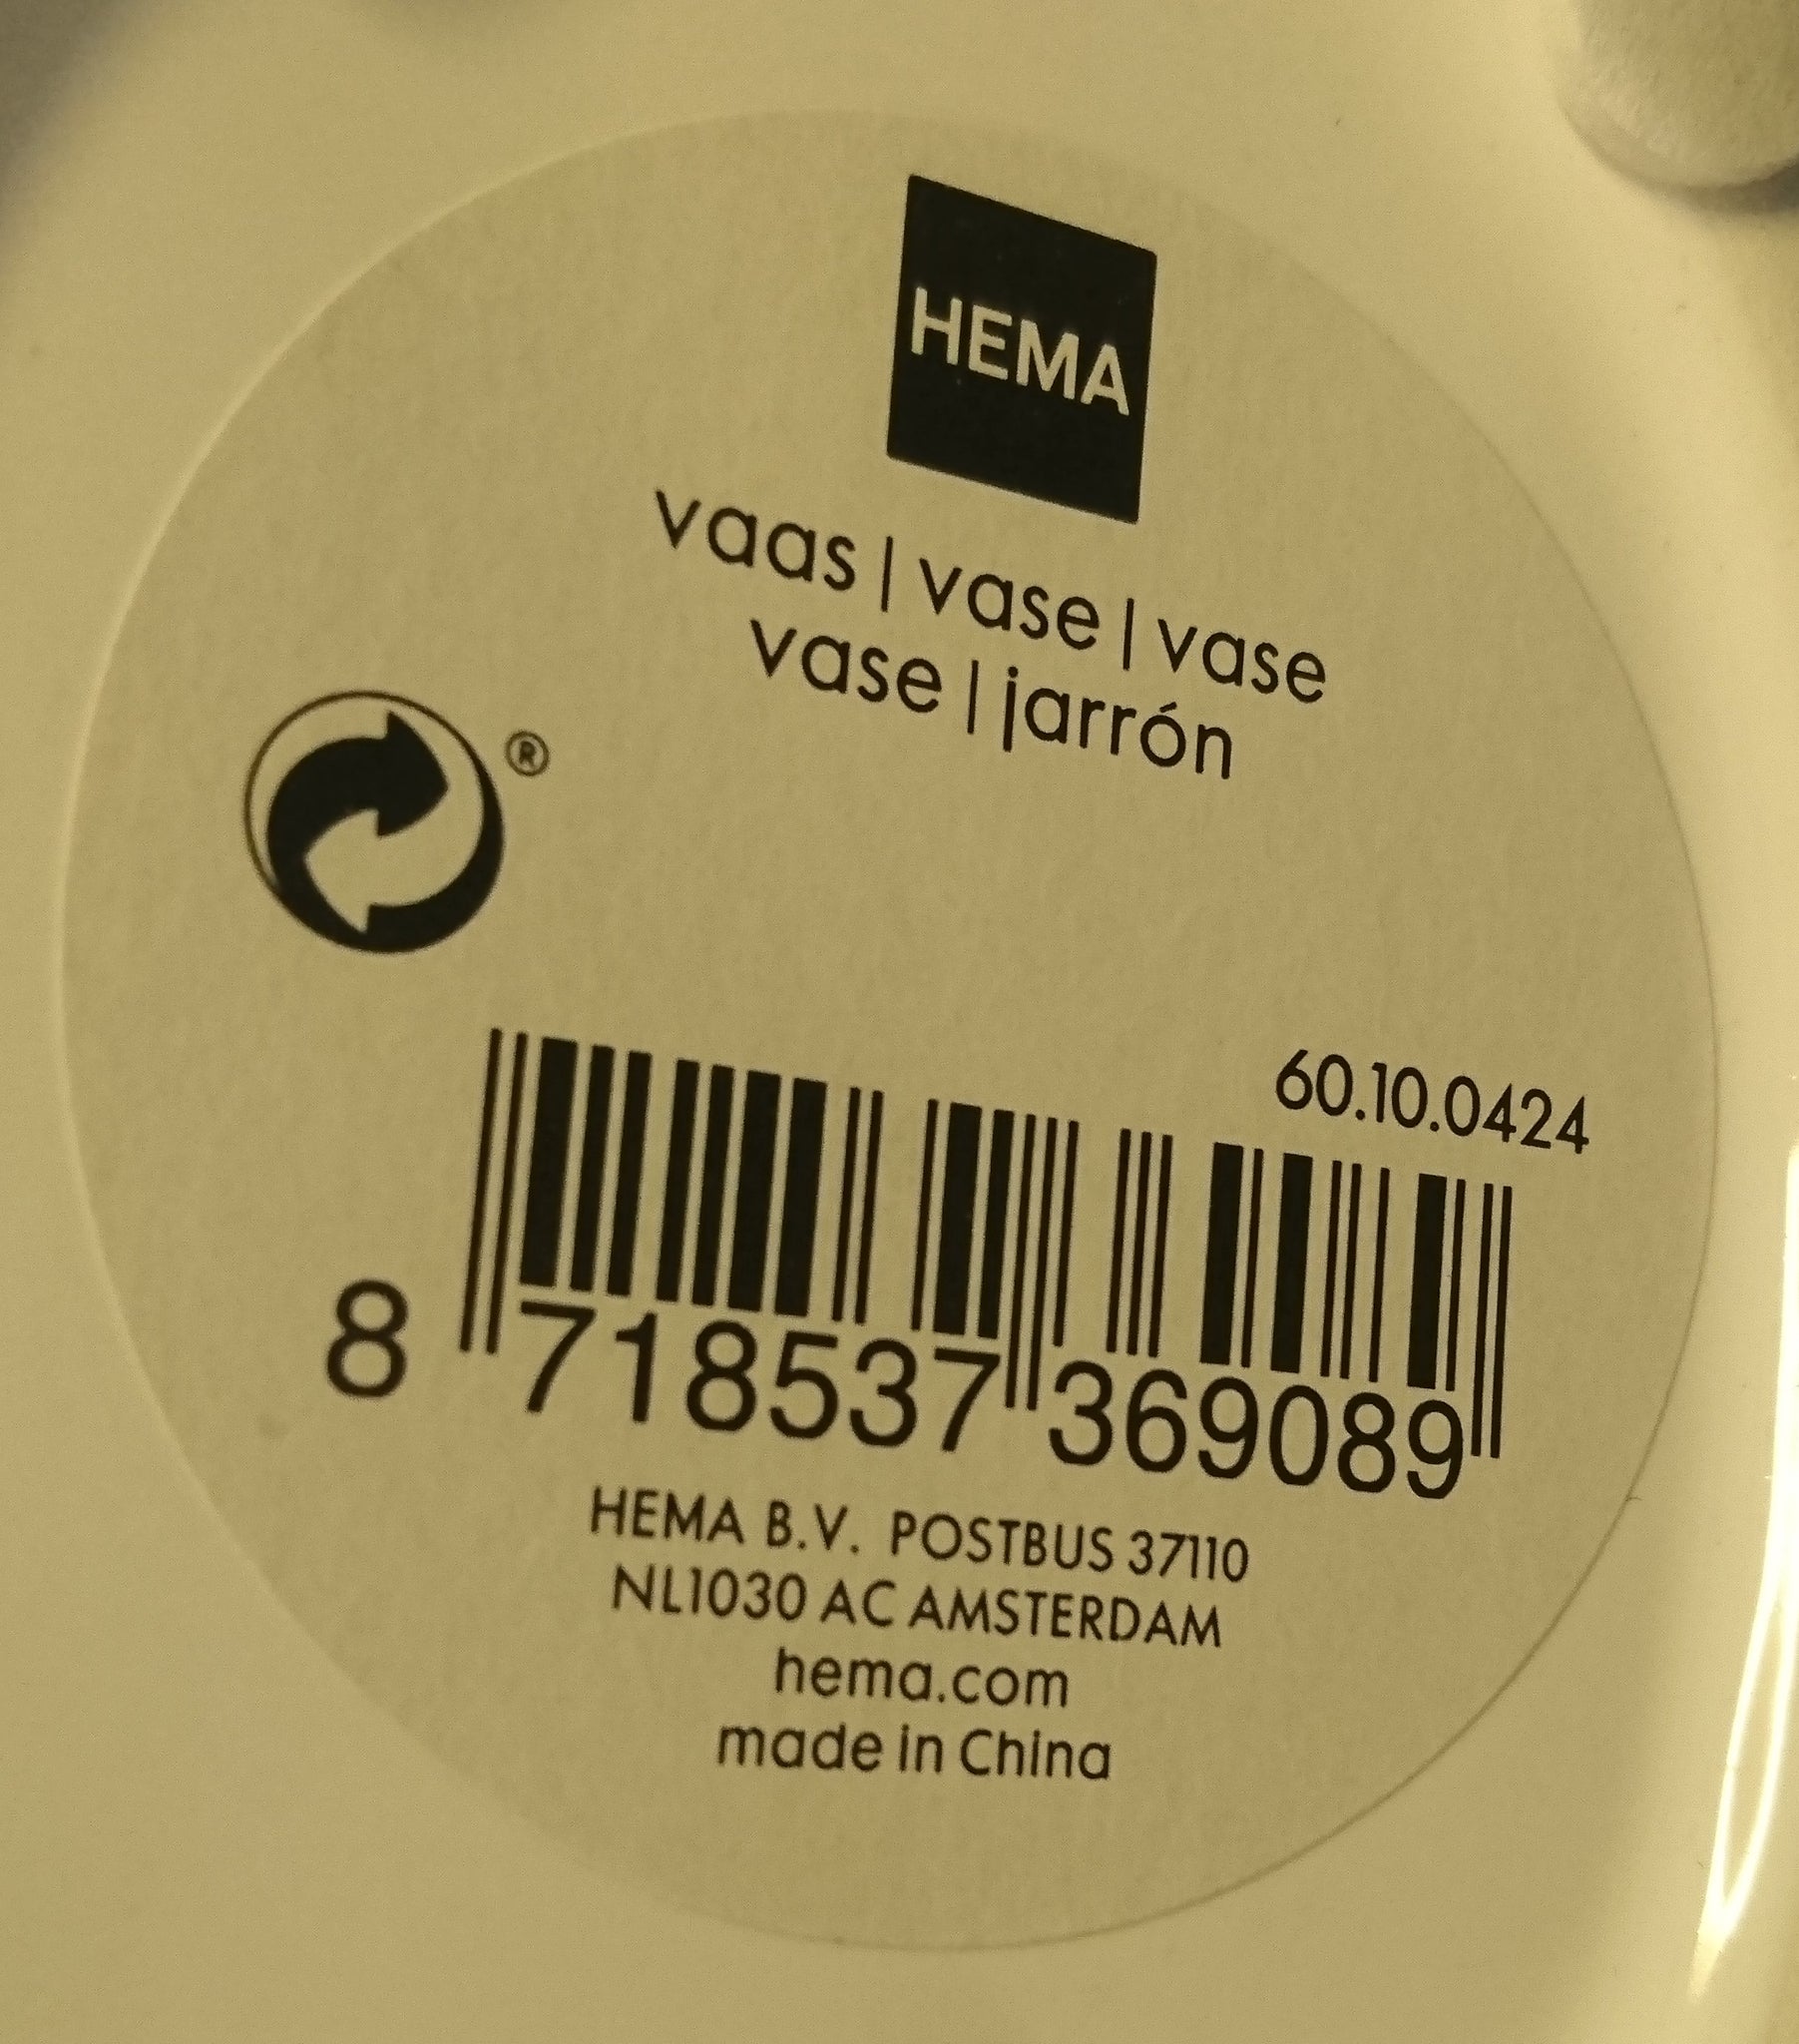 HEMA
vaas | vase | vase
vase | jarrón
®
60.10.0424
8 718537 369089
HEMA B.V. POSTBUS 37110
NL1030 AC AMSTERDAM
hema.com
made in China